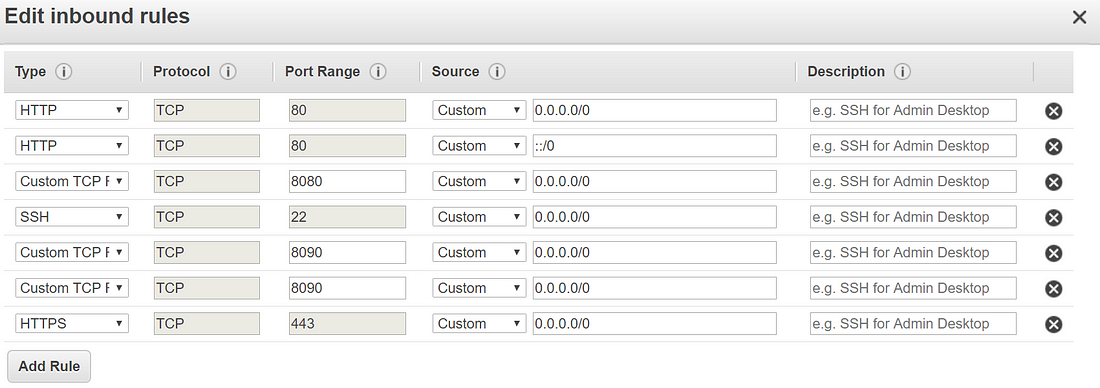 Edit inbound rules
Type Protocol Port Range Source Description
HTTP TCP 80 Custom 0.0.0.0/0 e.g. SSH for Admin Desktop
HTTP TCP 80 Custom ::/0 e.g. SSH for Admin Desktop
Custom TCP F TCP 8080 Custom 0.0.0.0/0 e.g. SSH for Admin Desktop
SSH TCP 22 Custom 0.0.0.0/0 e.g. SSH for Admin Desktop
Custom TCP F TCP 8090 Custom 0.0.0.0/0 e.g. SSH for Admin Desktop
Custom TCP F TCP 8090 Custom 0.0.0.0/0 e.g. SSH for Admin Desktop
HTTPS TCP 443 Custom 0.0.0.0/0 e.g. SSH for Admin Desktop
Add Rule